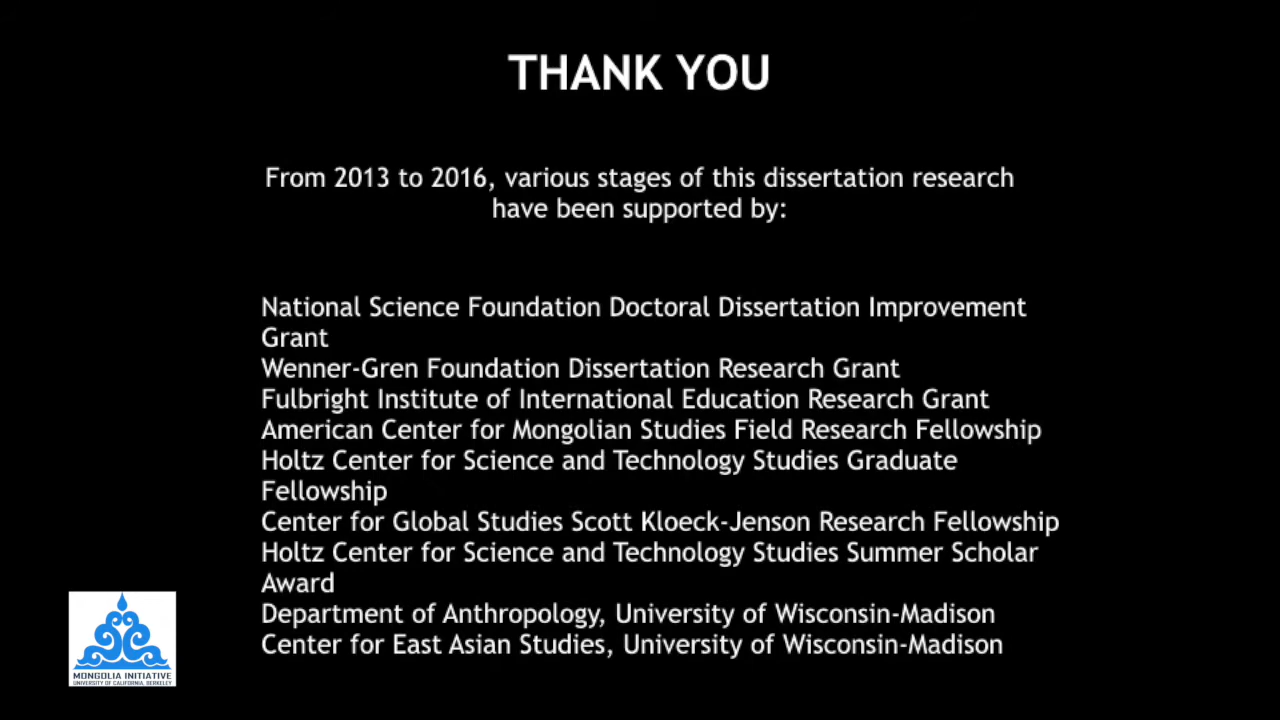 THANK YOU
From 2013 to 2016, various stages of this dissertation research
have been supported by:
National Science Foundation Doctoral Dissertation Improvement
Grant
Wenner-Gren Foundation Dissertation Research Grant
Fulbright Institute of International Education Research Grant
American Center for Mongolian Studies Field Research Fellowship
Holtz Center for Science and Technology Studies Graduate
Fellowship
Center for Global Studies Scott Kloeck-Jenson Research Fellowship
Holtz Center for Science and Technology Studies Summer Scholar
Award
Department of Anthropology, University of Wisconsin-Madison
Center for East Asian Studies, University of Wisconsin-Madison
MONGOLIA INITIATIVE
UNIVERSITY OF CALIFORNIA, BERKELEY